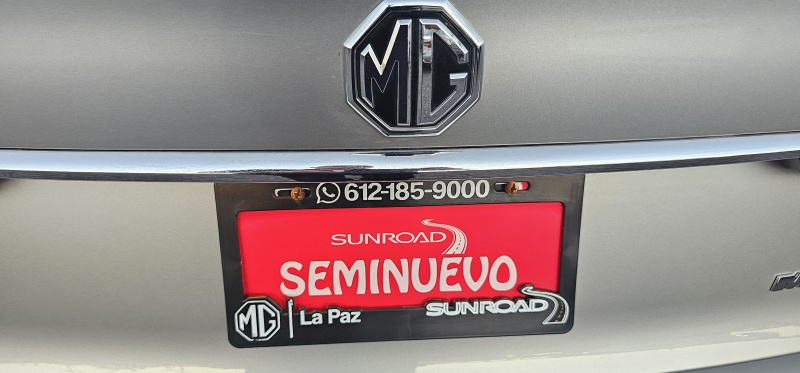 MG
612-185-9000
SUNROAD
SEMINUEVO
MG | La Paz SUNROAD